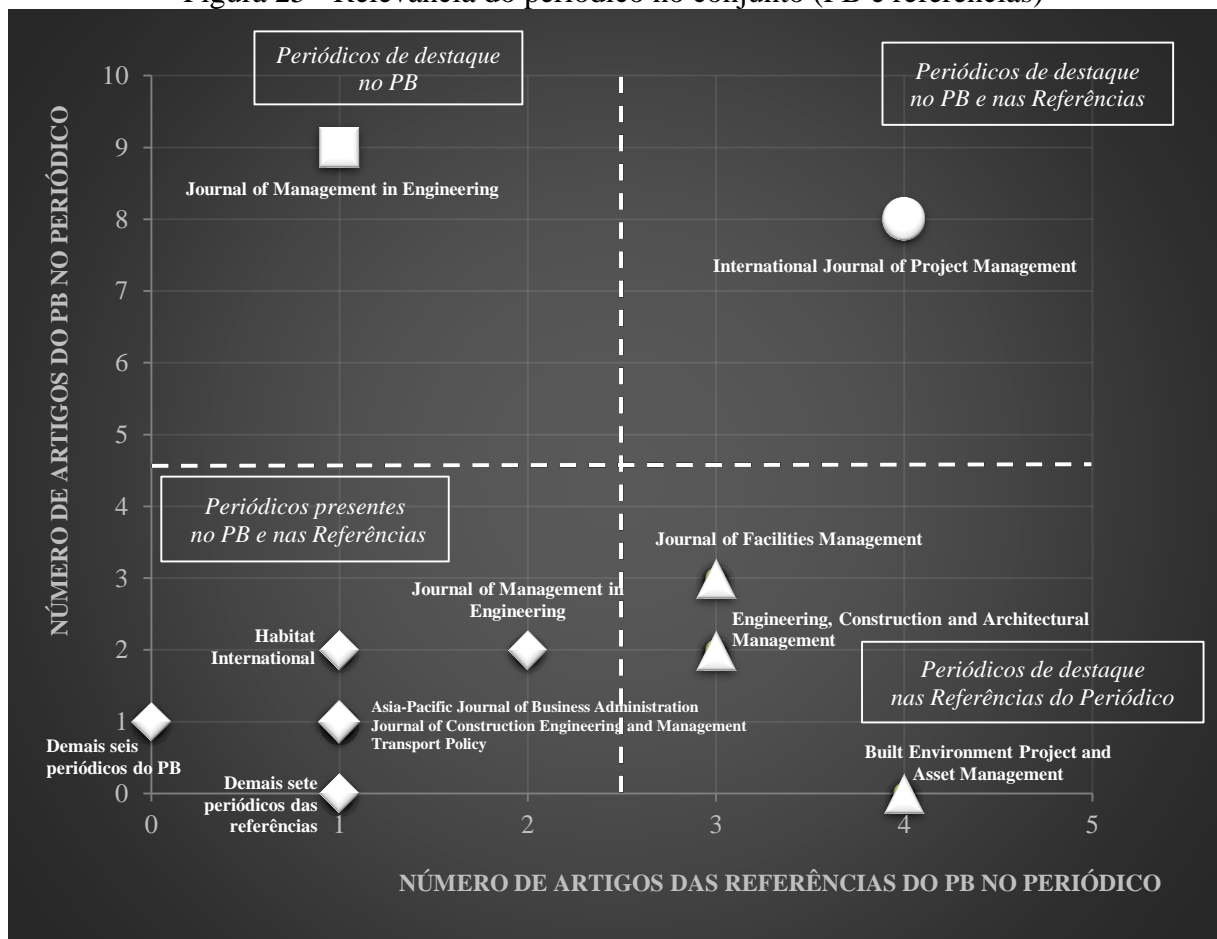 Figura 23 - Relevância do periódico no conjunto (PB e referências)
Periódicos de destaque
no PB
Periódicos de destaque
no PB e nas Referências
NÚMERO DE ARTIGOS DO PB NO PERIÓDICO
10
9
8
7
6
5
4
3
2
1
0
Journal of Management in Engineering
International Journal of Project Management
Periódicos presentes
no PB e nas Referências
Journal of Facilities Management
Journal of Management in
Engineering
Engineering, Construction and Architectural
Management
Habitat
International
Periódicos de destaque
nas Referências do Periódico
Asia-Pacific Journal of Business Administration
Journal of Construction Engineering and Management
Transport Policy
Demais seis
periódicos do PB
Built Environment Project and
Asset Management
Demais sete
periódicos das
referências
0
1
2
3
4
5
NÚMERO DE ARTIGOS DAS REFERÊNCIAS DO PB NO PERIÓDICO